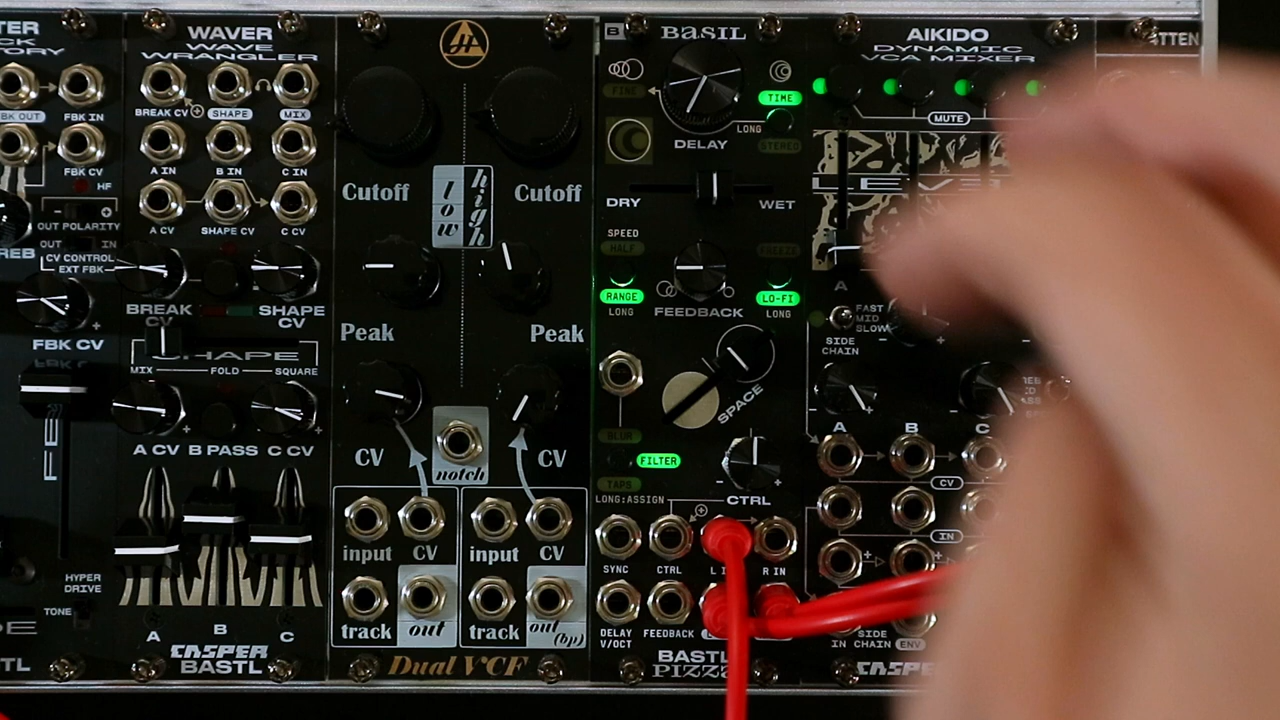 WAVER
WAVE
WRANGLER
FBK OUT
FBK IN
BREAK CV
SHAPE
MIX
FBK CV
A IN
B IN
C IN
HF
A CV
SHAPE CV
C CV
OUT POLARITY
OUT
IN
CV CONTROL
EXT FBK
BREAK
CV
SHAPE
CV
FBK CV
SHAPE
MIX
FOLD
SQUARE
A CV
B PASS
C CV
HYPER
DRIVE
TONE
A
B
C
CASPER
BASTL
Cutoff
low
high
Cutoff
Peak
Peak
CV
notch
CV
input
CV
input
CV
track
out
track
out
(bp)
Dual VCF
B
BASIL
FINE
TIME
LONG
STEREO
DELAY
DRY
WET
SPEED
HALF
FREEZE
RANGE
LONG
LO-FI
LONG
FEEDBACK
SPACE
BLUR
FILTER
TAPS
LONG:ASSIGN
CTRL
SYNC
CTRL
R IN
DELAY
V/OCT
FEEDBACK
BASTL
AIKIDO
DYNAMIC
VCA MIXER
MUTE
LEVE
A
FAST
MID
SLOW
SIDE
CHAIN
A
B
C
CV
IN
SIDE
IN CHAIN
ENV